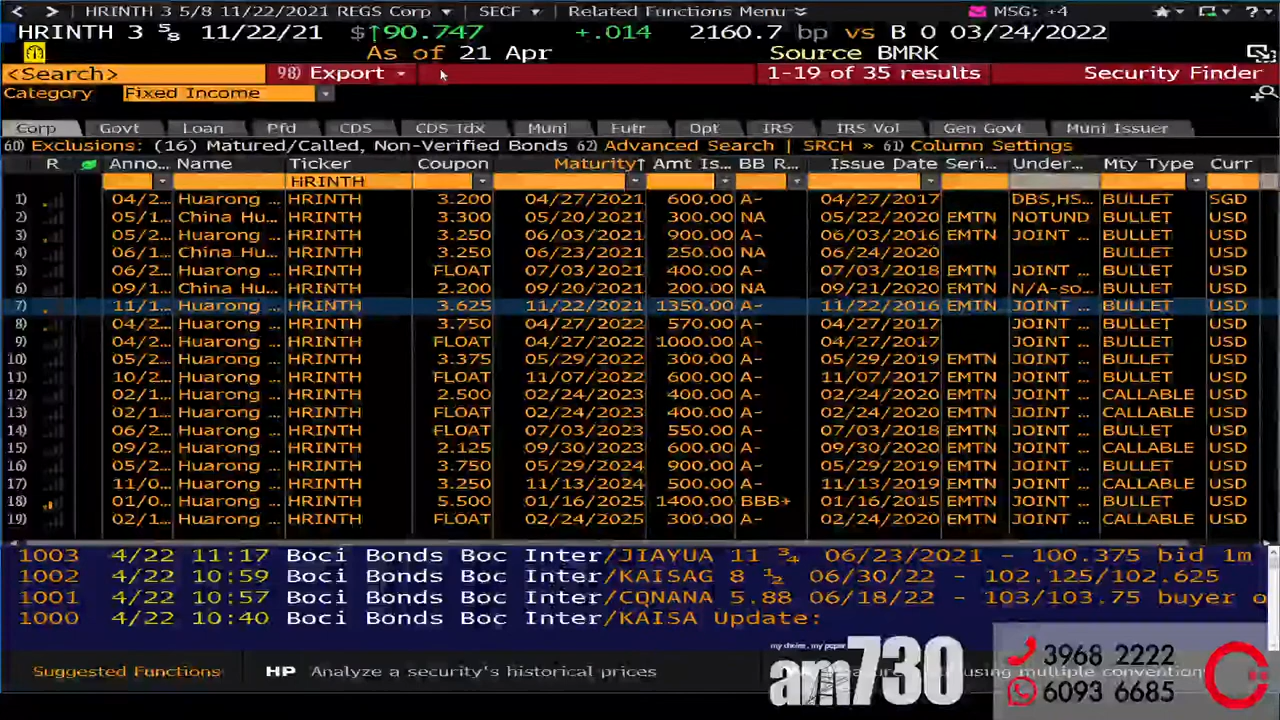 < > HRINTH 3 5/8 11/22/2021 REGS Corp SECF Related Functions Menu MSG: +4
HRINTH 3 ⅝ 11/22/21 $↑90.747 +.014 2160.7 bp vs B 0 03/24/2022
As of 21 Apr Source BMRK
<Search> 98) Export 1-19 of 35 results Security Finder
Category Fixed Income
Corp Govt Loan Pfd CDS CDS Idx Muni Futr Opt IRS IRS Vol Gen Govt Muni Issuer
60) Exclusions: (16) Matured/Called, Non-Verified Bonds 62) Advanced Search | SRCH » 61) Column Settings
R Anno... Name Ticker Coupon Maturity↑ Amt Is... BB R... Issue Date Seri... Under... Mty Type Curr
HRINTH
1) 04/2... Huarong ... HRINTH 3.200 04/27/2021 600.00 A- 04/27/2017 DBS,HS... BULLET SGD
2) 05/1... China Hu... HRINTH 3.300 05/20/2021 300.00 NA 05/22/2020 EMTN NOTUND BULLET USD
3) 05/2... Huarong ... HRINTH 3.250 06/03/2021 900.00 A- 06/03/2016 EMTN JOINT ... BULLET USD
4) 06/1... China Hu... HRINTH 3.250 06/23/2021 250.00 NA 06/24/2020 BULLET USD
5) 06/2... Huarong ... HRINTH FLOAT 07/03/2021 400.00 A- 07/03/2018 EMTN JOINT ... BULLET USD
6) 09/1... China Hu... HRINTH 2.200 09/20/2021 200.00 NA 09/21/2020 EMTN N/A-so... BULLET USD
7) 11/1... Huarong ... HRINTH 3.625 11/22/2021 1350.00 A- 11/22/2016 EMTN JOINT ... BULLET USD
8) 04/2... Huarong ... HRINTH 3.750 04/27/2022 570.00 A- 04/27/2017 JOINT ... BULLET USD
9) 04/2... Huarong ... HRINTH FLOAT 04/27/2022 1000.00 A- 04/27/2017 JOINT ... BULLET USD
10) 05/2... Huarong ... HRINTH 3.375 05/29/2022 300.00 A- 05/29/2019 EMTN JOINT ... BULLET USD
11) 10/2... Huarong ... HRINTH FLOAT 11/07/2022 600.00 A- 11/07/2017 EMTN JOINT ... BULLET USD
12) 02/1... Huarong ... HRINTH 2.500 02/24/2023 400.00 A- 02/24/2020 EMTN JOINT ... CALLABLE USD
13) 02/1... Huarong ... HRINTH FLOAT 02/24/2023 400.00 A- 02/24/2020 EMTN JOINT ... CALLABLE USD
14) 06/2... Huarong ... HRINTH FLOAT 07/03/2023 550.00 A- 07/03/2018 EMTN JOINT ... BULLET USD
15) 09/2... Huarong ... HRINTH 2.125 09/30/2023 600.00 A- 09/30/2020 EMTN JOINT ... CALLABLE USD
16) 05/2... Huarong ... HRINTH 3.750 05/29/2024 900.00 A- 05/29/2019 EMTN JOINT ... BULLET USD
17) 11/0... Huarong ... HRINTH 3.250 11/13/2024 500.00 A- 11/13/2019 EMTN JOINT ... CALLABLE USD
18) 01/0... Huarong ... HRINTH 5.500 01/16/2025 1400.00 BBB+ 01/16/2015 EMTN JOINT ... BULLET USD
19) 02/1... Huarong ... HRINTH FLOAT 02/24/2025 300.00 A- 02/24/2020 EMTN JOINT ... CALLABLE USD
1003 4/22 11:17 Boci Bonds Boc Inter/JIAYUA 11 ¾ 06/23/2021 - 100.375 bid 1m
1002 4/22 10:59 Boci Bonds Boc Inter/KAISAG 8 ½ 06/30/22 - 102.125/102.625
1001 4/22 10:57 Boci Bonds Boc Inter/CQNANA 5.88 06/18/22 - 103/103.75 buyer o
1000 4/22 10:40 Boci Bonds Boc Inter/KAISA Update:
Suggested Functions HP Analyze a security's historical prices using multiple convention
my choice, my paper
am730
3968 2222
6093 6685